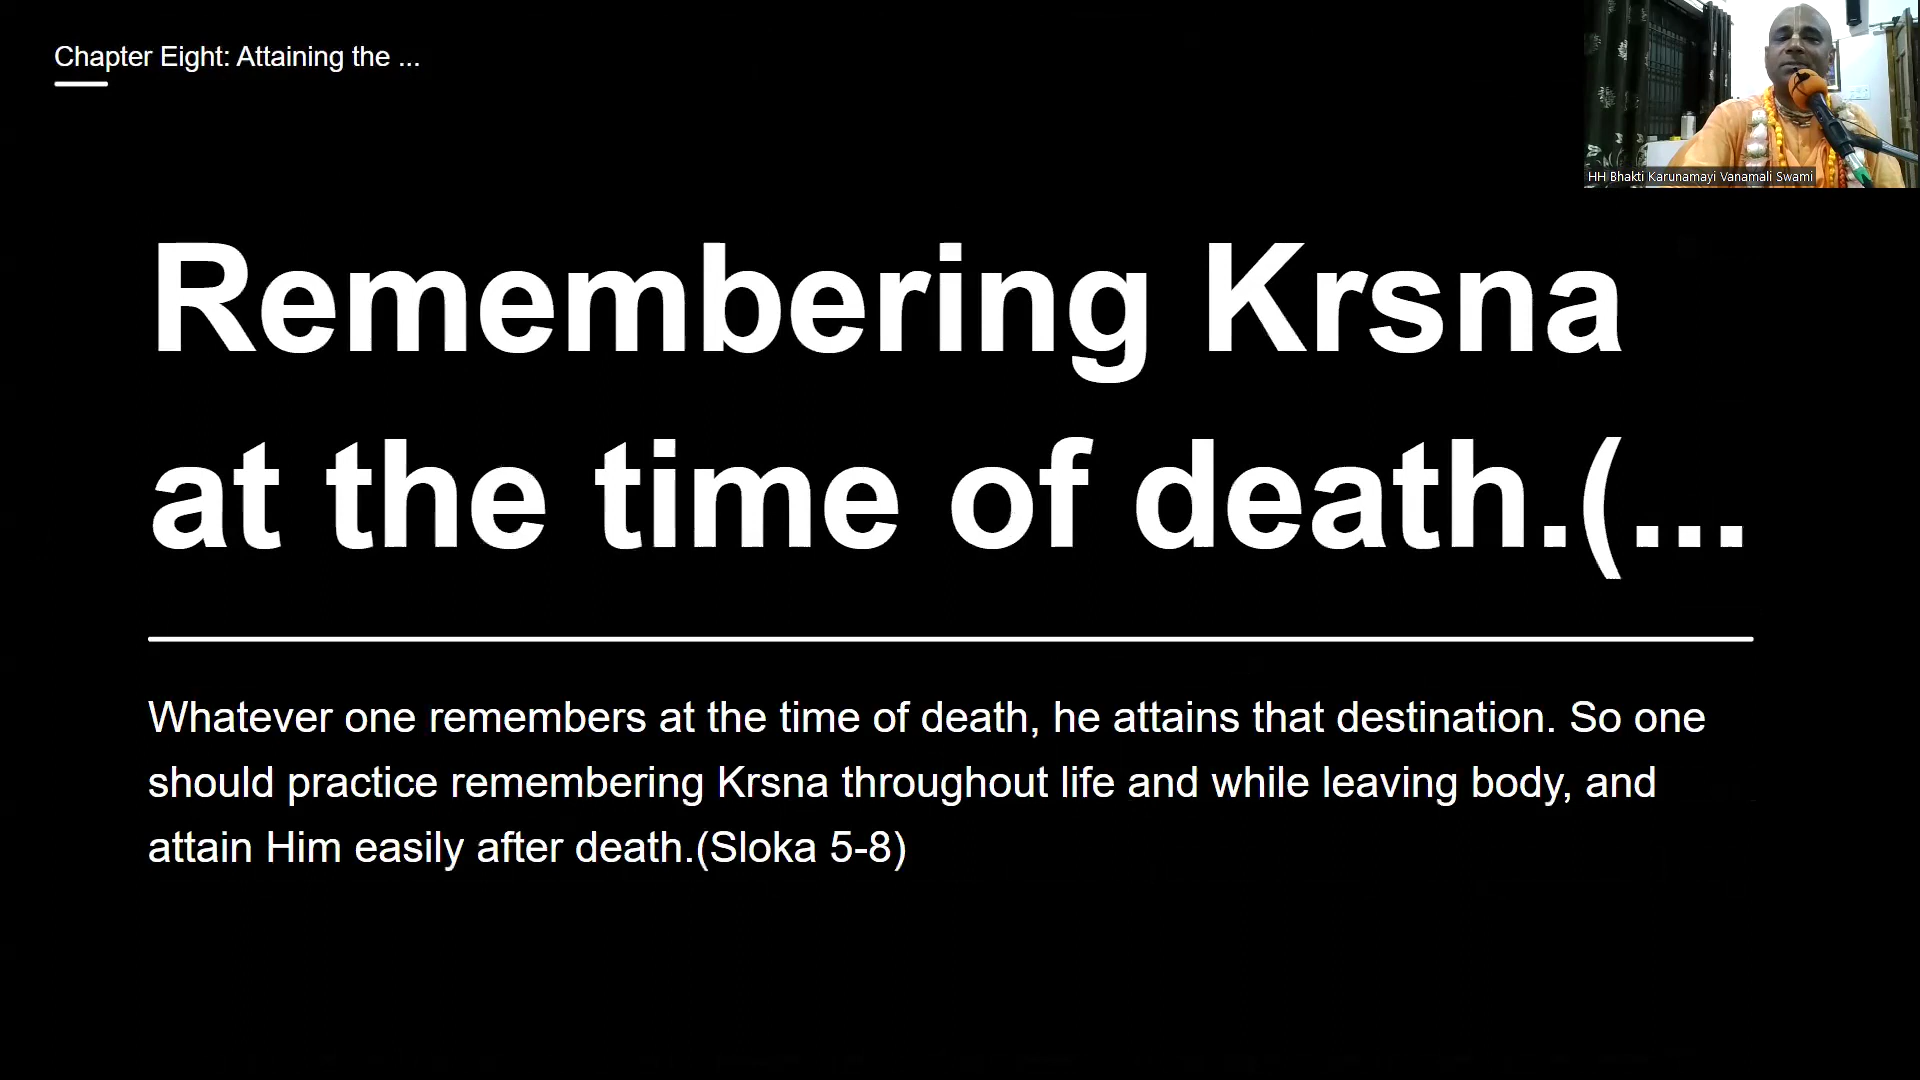 Chapter Eight: Attaining the ...
HH Bhakti Karunamayi Vanamali Swami
Remembering Krsna
at the time of death.(...
Whatever one remembers at the time of death, he attains that destination. So one
should practice remembering Krsna throughout life and while leaving body, and
attain Him easily after death.(Sloka 5-8)